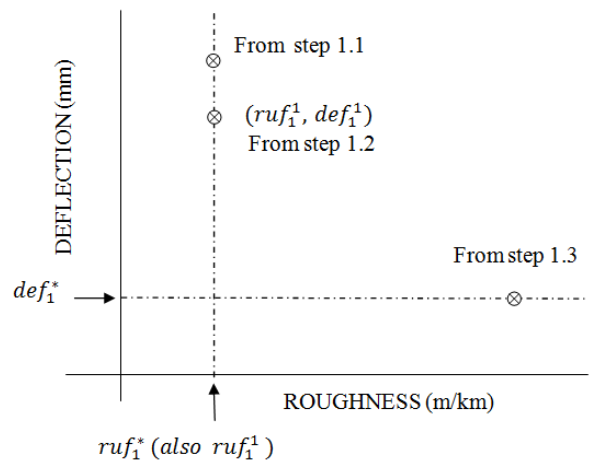 From step 1.1
(ruf₁¹, def₁¹)
From step 1.2
DEFLECTION (mm)
From step 1.3
def₁*
ROUGHNESS (m/km)
ruf₁* (also ruf₁¹ )